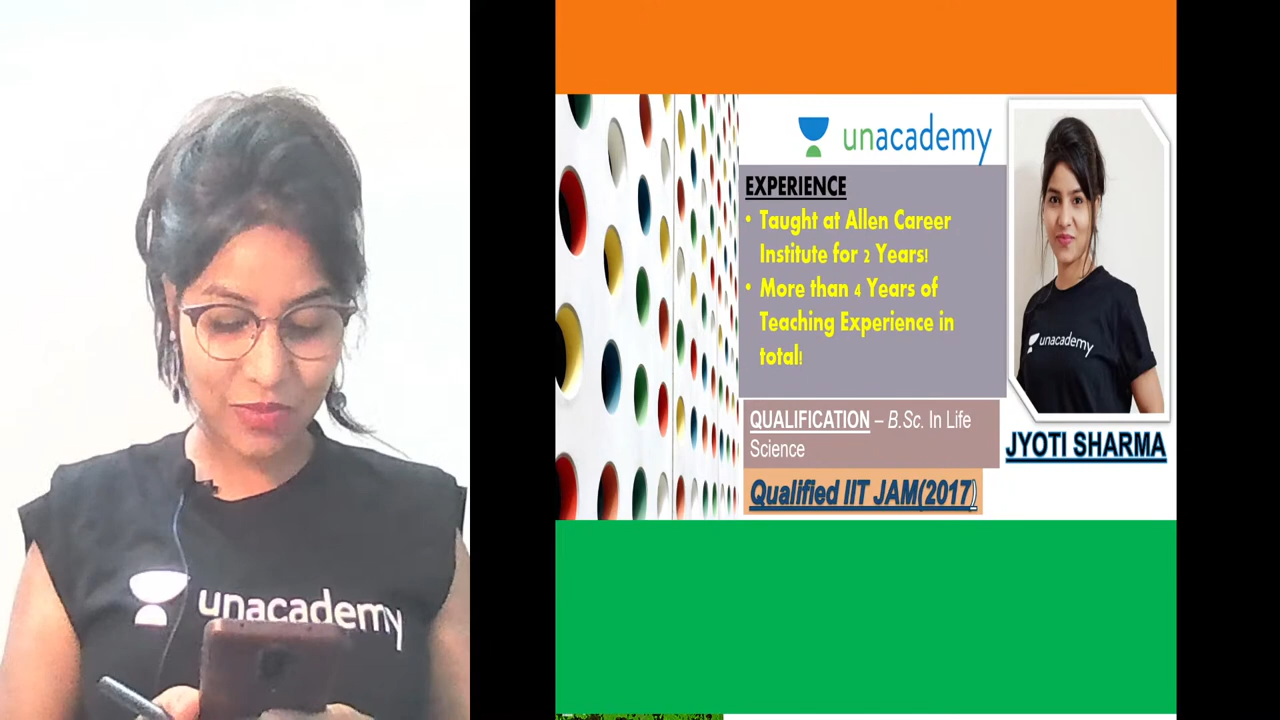 unacademy
unacademy
EXPERIENCE
• Taught at Allen Career
Institute for 2 Years!
• More than 4 Years of
Teaching Experience in
total!
unacademy
QUALIFICATION – B.Sc. In Life
Science
JYOTI SHARMA
Qualified IIT JAM(2017)